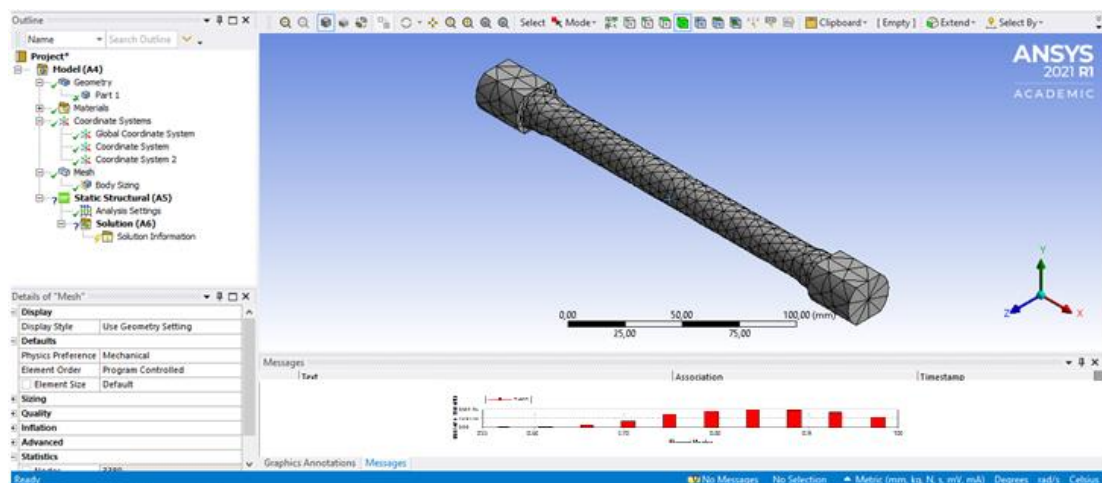 Outline
Name
Search Outline
Select
Mode
Clipboard
[Empty]
Extend
Select By
Project*
Model (A4)
Geometry
Part 1
Materials
Coordinate Systems
Global Coordinate System
Coordinate System
Coordinate System 2
Mesh
Body Sizing
Static Structural (A5)
Analysis Settings
Solution (A6)
Solution Information
ANSYS
2021 R1
ACADEMIC
Y
Z
X
0,00
50,00
100,00 (mm)
25,00
75,00
Details of "Mesh"
Display
Display Style Use Geometry Setting
Defaults
Physics Preference Mechanical
Element Order Program Controlled
Element Size Default
Sizing
Quality
Inflation
Advanced
Statistics
Messages
Text Association Timestamp
Graphics Annotations Messages
Ready
No Messages No Selection Metric (mm, kg, N, s, mV, mA) Degrees rad/s Celsius